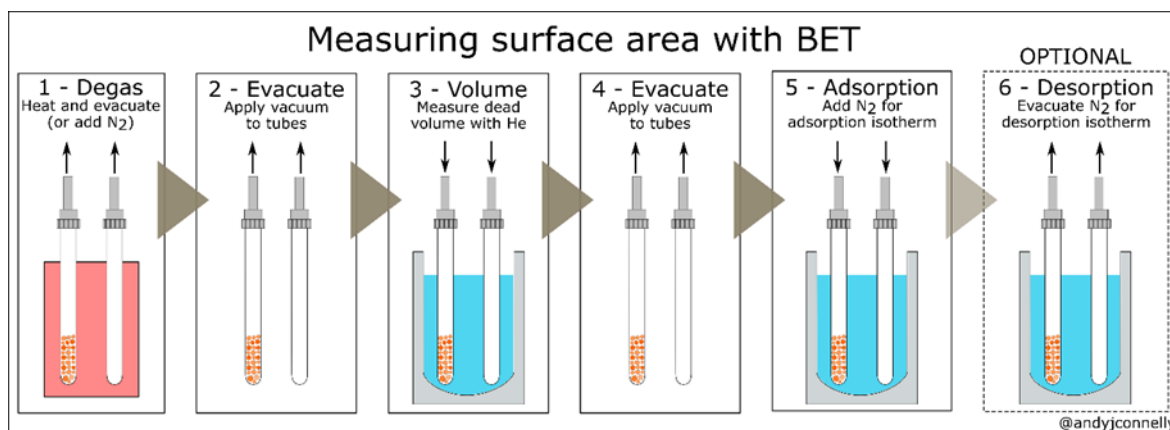 Measuring surface area with BET
1 - Degas
Heat and evacuate
(or add N2)
2 - Evacuate
Apply vacuum
to tubes
3 - Volume
Measure dead
volume with He
4 - Evacuate
Apply vacuum
to tubes
5 - Adsorption
Add N2 for
adsorption isotherm
OPTIONAL
6 - Desorption
Evacuate N2 for
desorption isotherm
@andyjconnelly